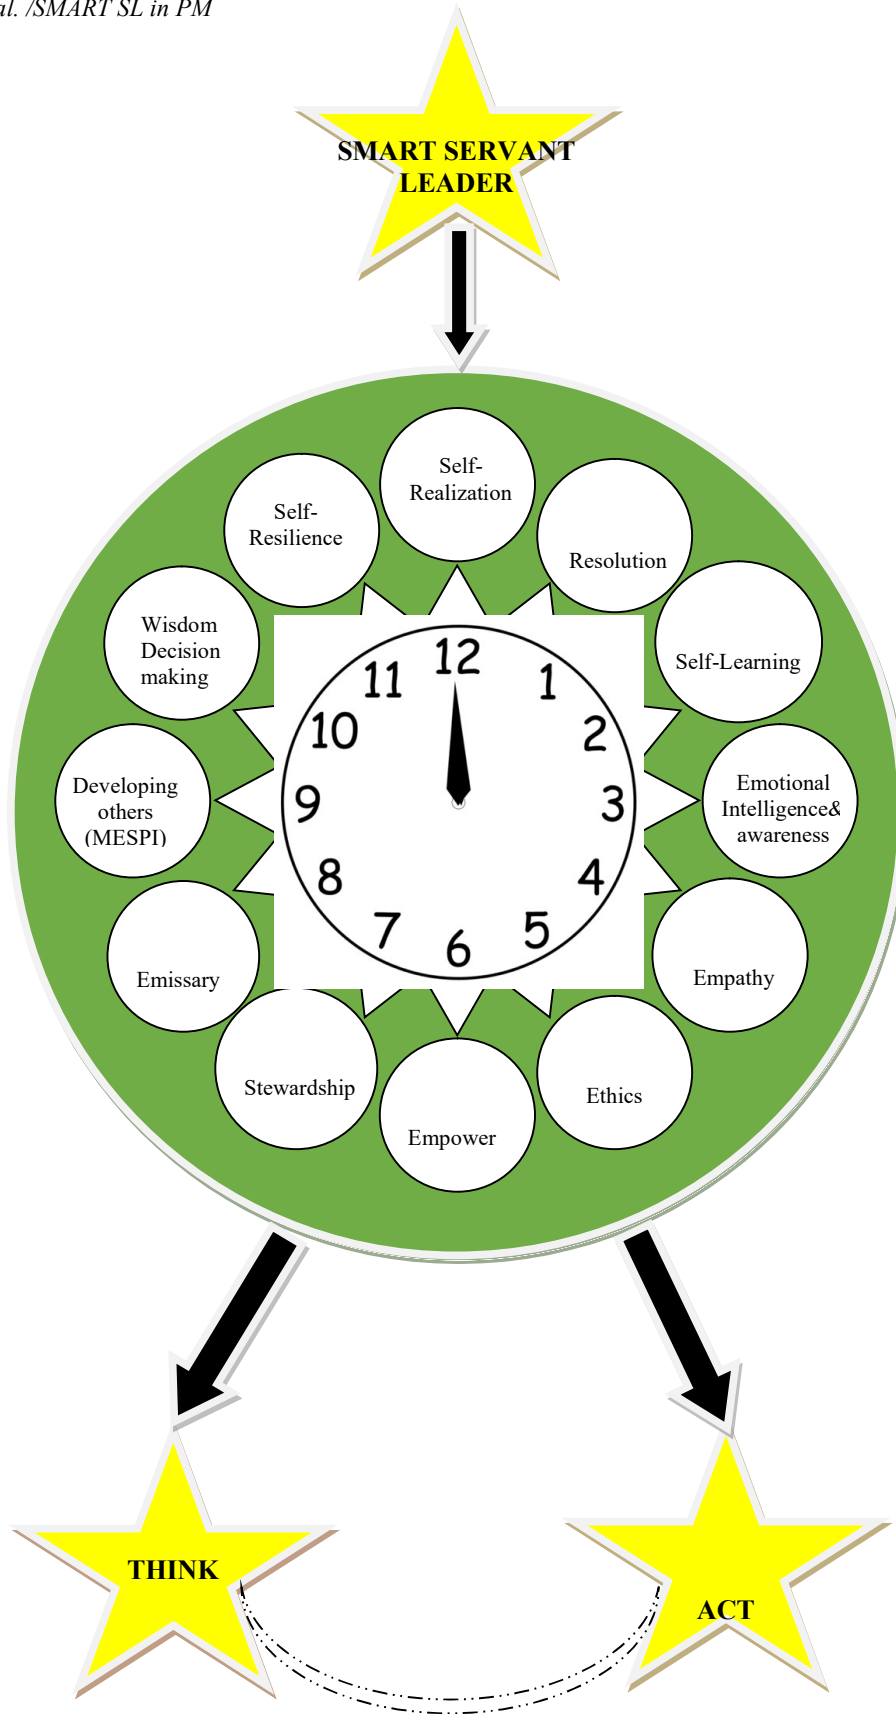 al. /SMART SL in PM
SMART SERVANT
LEADER
Self-
Realization
Self-
Resilience
Resolution
Wisdom
Decision
making
Self-Learning
12
11
1
10
2
9
3
8
4
7
5
6
Developing
others
(MESPI)
Emotional
Intelligence&
awareness
Emissary
Empathy
Stewardship
Ethics
Empower
THINK
ACT